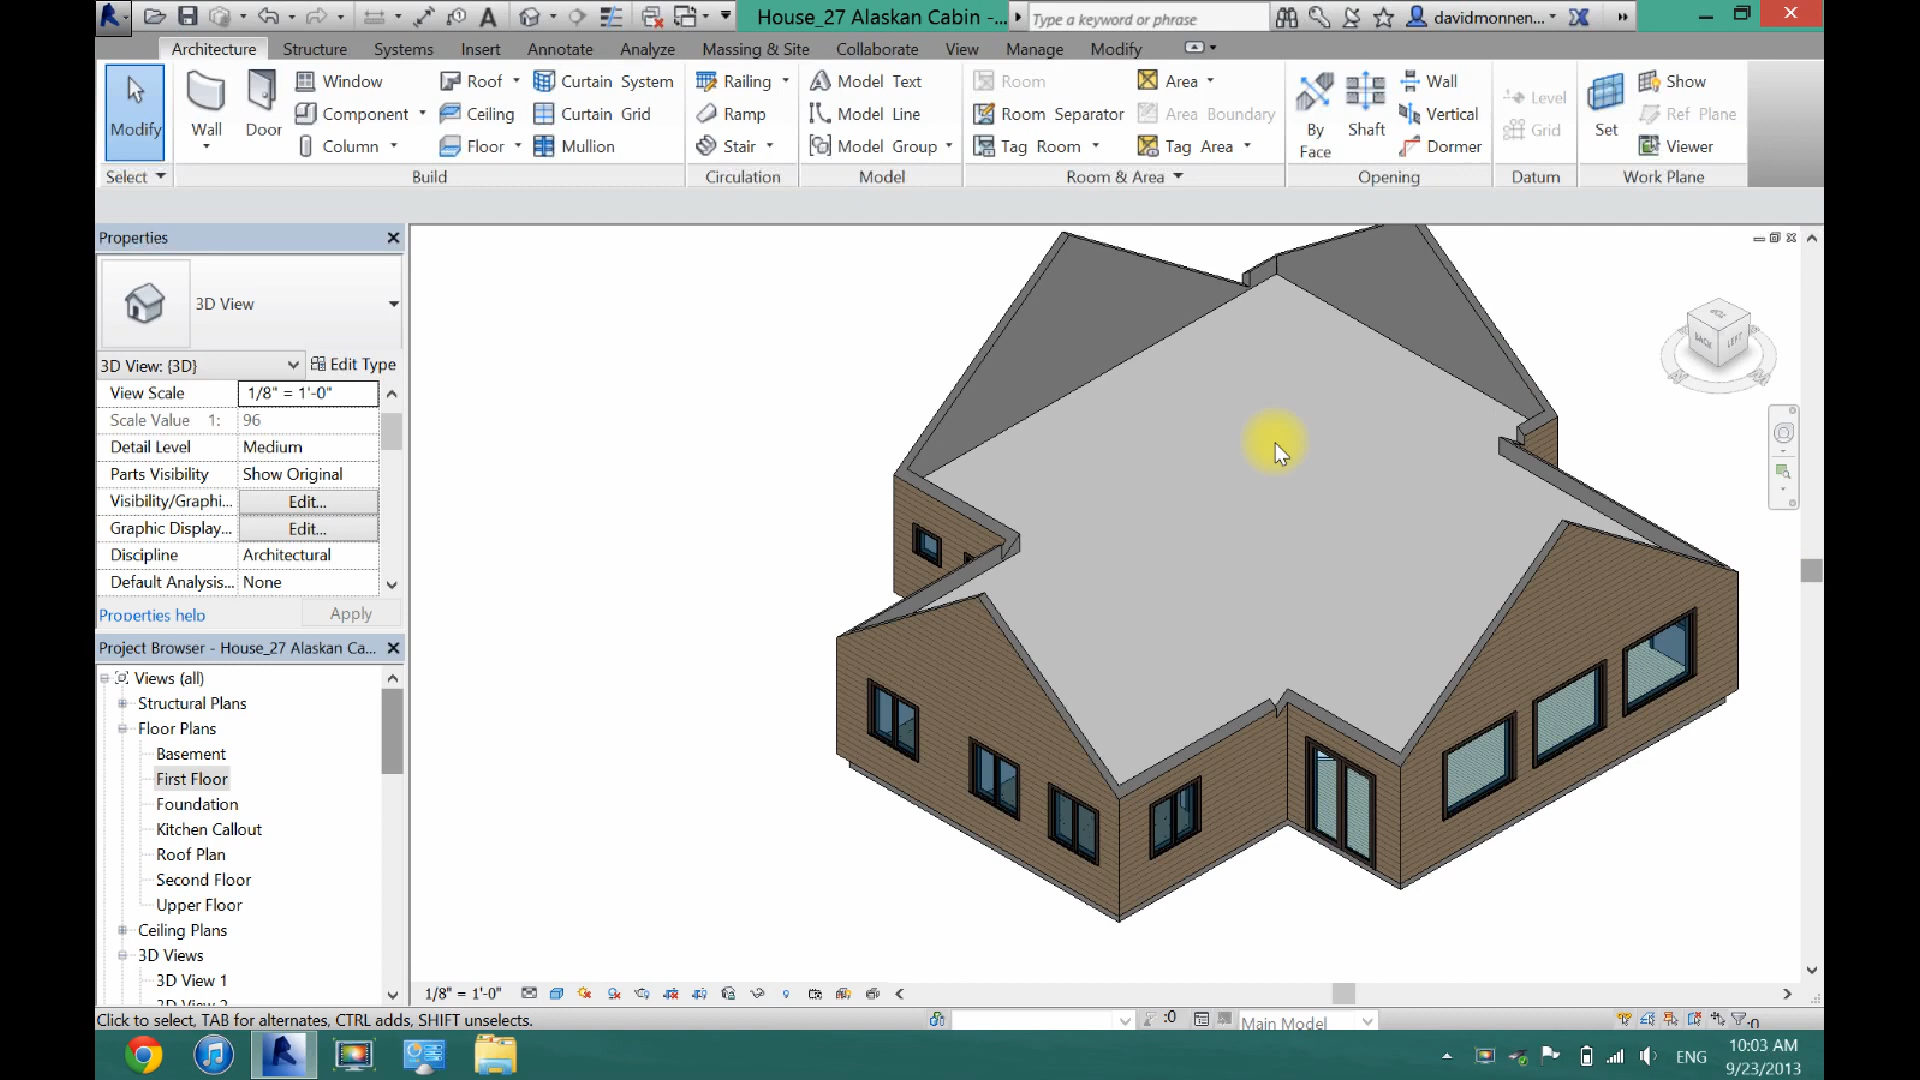 House_27 Alaskan Cabin -...
Type a keyword or phrase
davidmonnen...
Architecture Structure Systems Insert Annotate Analyze Massing & Site Collaborate View Manage Modify
Modify
Wall
Door
Window
Component
Column
Roof
Ceiling
Floor
Curtain System
Curtain Grid
Mullion
Railing
Ramp
Stair
Model Text
Model Line
Model Group
Room
Room Separator
Tag Room
Area
Area Boundary
Tag Area
By Face
Shaft
Wall
Vertical
Dormer
Level
Grid
Set
Show
Ref Plane
Viewer
Select Build Circulation Model Room & Area Opening Datum Work Plane
Properties
3D View
3D View: {3D} Edit Type
View Scale 1/8" = 1'-0"
Scale Value 1: 96
Detail Level Medium
Parts Visibility Show Original
Visibility/Graphi... Edit...
Graphic Display... Edit...
Discipline Architectural
Default Analysis... None
Properties help Apply
Project Browser - House_27 Alaskan Ca...
Views (all)
Structural Plans
Floor Plans
Basement
First Floor
Foundation
Kitchen Callout
Roof Plan
Second Floor
Upper Floor
Ceiling Plans
3D Views
3D View 1
3D View 2
BACK LEFT
1/8" = 1'-0"
Click to select, TAB for alternates, CTRL adds, SHIFT unselects.
:0
Main Model
:0
ENG
10:03 AM
9/23/2013